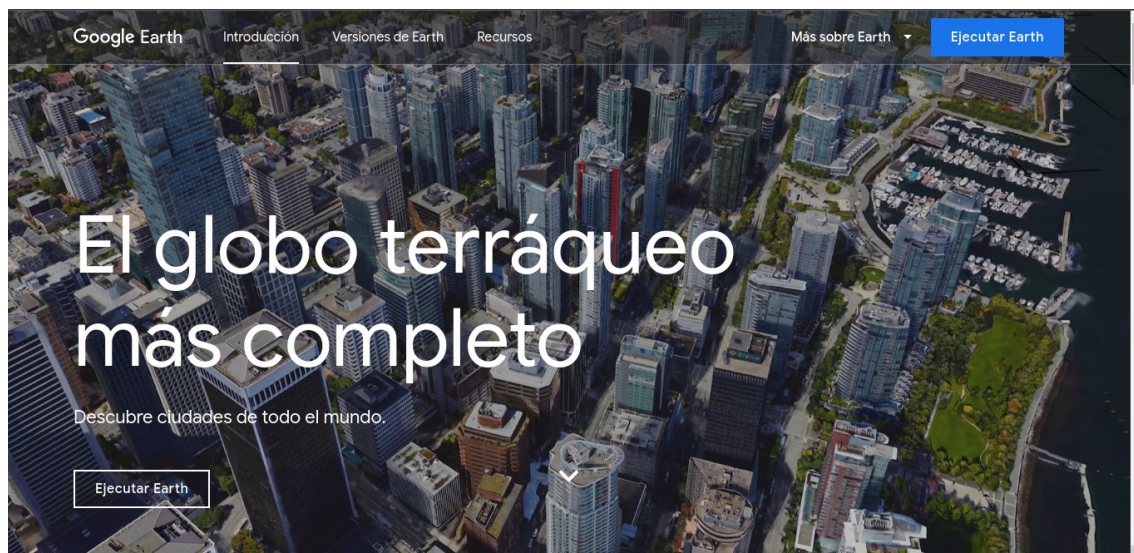 Google Earth
Introducción
Versiones de Earth
Recursos
Más sobre Earth
Ejecutar Earth
El globo terráqueo
más completo
Descubre ciudades de todo el mundo.
Ejecutar Earth